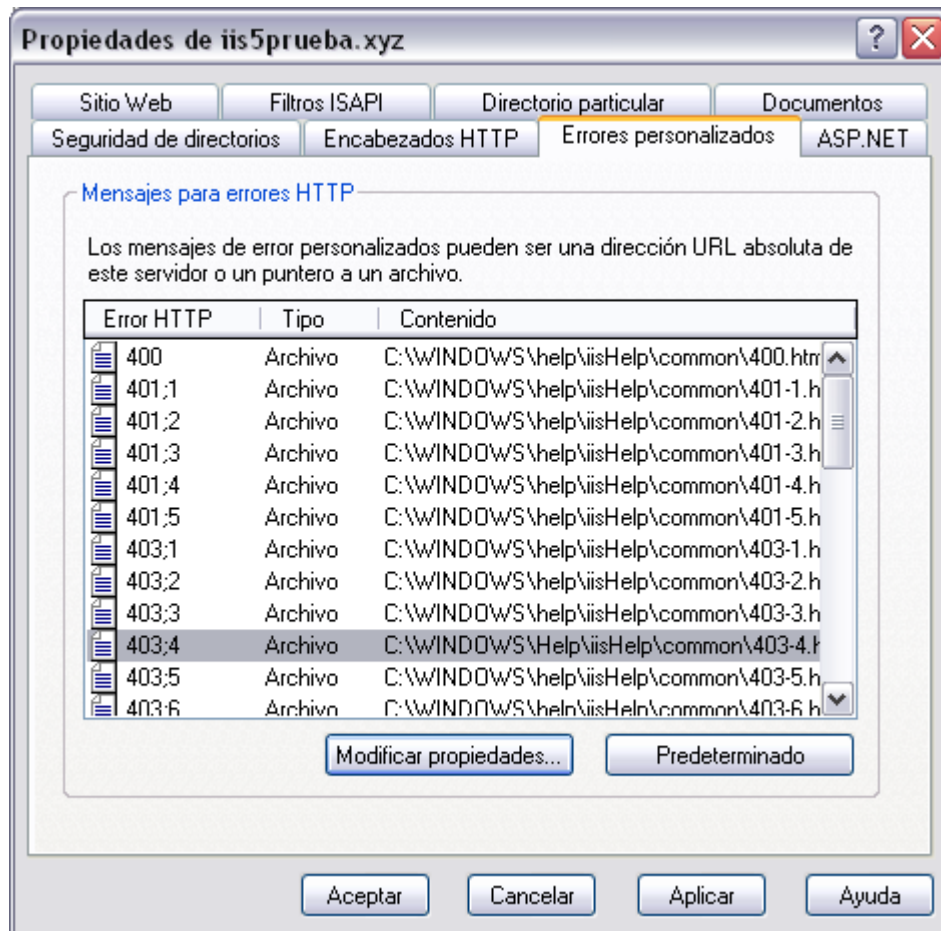 Propiedades de iis5prueba.xyz
Sitio Web Filtros ISAPI Directorio particular Documentos
Seguridad de directorios Encabezados HTTP Errores personalizados ASP.NET
Mensajes para errores HTTP
Los mensajes de error personalizados pueden ser una dirección URL absoluta de
este servidor o un puntero a un archivo.
Error HTTP Tipo Contenido
400 Archivo C:\WINDOWS\help\iisHelp\common\400.htm
401;1 Archivo C:\WINDOWS\help\iisHelp\common\401-1.h
401;2 Archivo C:\WINDOWS\help\iisHelp\common\401-2.h
401;3 Archivo C:\WINDOWS\help\iisHelp\common\401-3.h
401;4 Archivo C:\WINDOWS\help\iisHelp\common\401-4.h
401;5 Archivo C:\WINDOWS\help\iisHelp\common\401-5.h
403;1 Archivo C:\WINDOWS\help\iisHelp\common\403-1.h
403;2 Archivo C:\WINDOWS\help\iisHelp\common\403-2.h
403;3 Archivo C:\WINDOWS\help\iisHelp\common\403-3.h
403;4 Archivo C:\WINDOWS\Help\iisHelp\common\403-4.h
403;5 Archivo C:\WINDOWS\help\iisHelp\common\403-5.h
403;6 Archivo C:\WINDOWS\help\iisHelp\common\403-6.h
Modificar propiedades... Predeterminado
Aceptar Cancelar Aplicar Ayuda